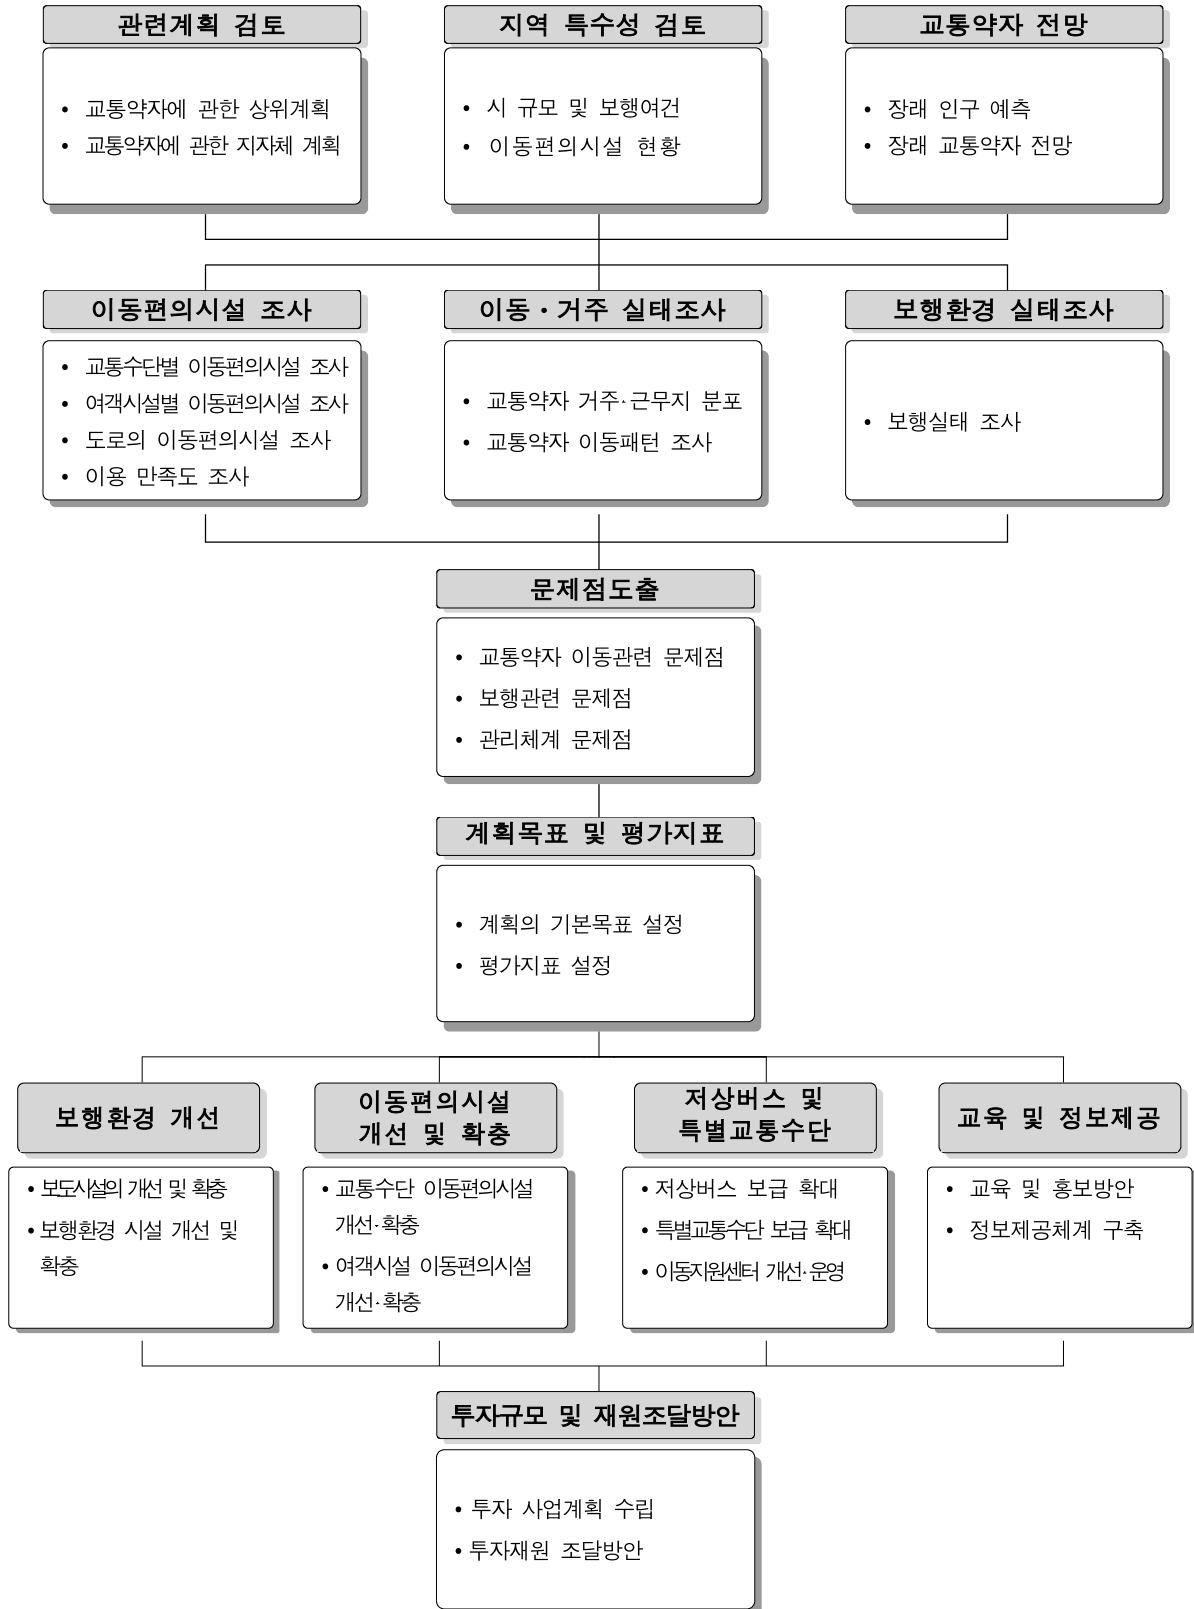 관련계획 검토
• 교통약자에 관한 상위계획
• 교통약자에 관한 지자체 계획
지역 특수성 검토
• 시 규모 및 보행여건
• 이동편의시설 현황
교통약자 전망
• 장래 인구 예측
• 장래 교통약자 전망
이동편의시설 조사
• 교통수단별 이동편의시설 조사
• 여객시설별 이동편의시설 조사
• 도로의 이동편의시설 조사
• 이용 만족도 조사
이동·거주 실태조사
• 교통약자 거주·근무지 분포
• 교통약자 이동패턴 조사
보행환경 실태조사
• 보행실태 조사
문제점도출
• 교통약자 이동관련 문제점
• 보행관련 문제점
• 관리체계 문제점
계획목표 및 평가지표
• 계획의 기본목표 설정
• 평가지표 설정
보행환경 개선
• 보도시설의 개선 및 확충
• 보행환경 시설 개선 및
확충
이동편의시설
개선 및 확충
• 교통수단 이동편의시설
개선·확충
• 여객시설 이동편의시설
개선·확충
저상버스 및
특별교통수단
• 저상버스 보급 확대
• 특별교통수단 보급 확대
• 이동지원센터 개선·운영
교육 및 정보제공
• 교육 및 홍보방안
• 정보제공체계 구축
투자규모 및 재원조달방안
• 투자 사업계획 수립
• 투자재원 조달방안